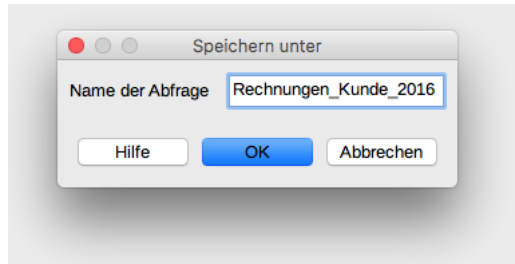 Speichern unter
Name der Abfrage Rechnungen_Kunde_2016
Hilfe OK Abbrechen